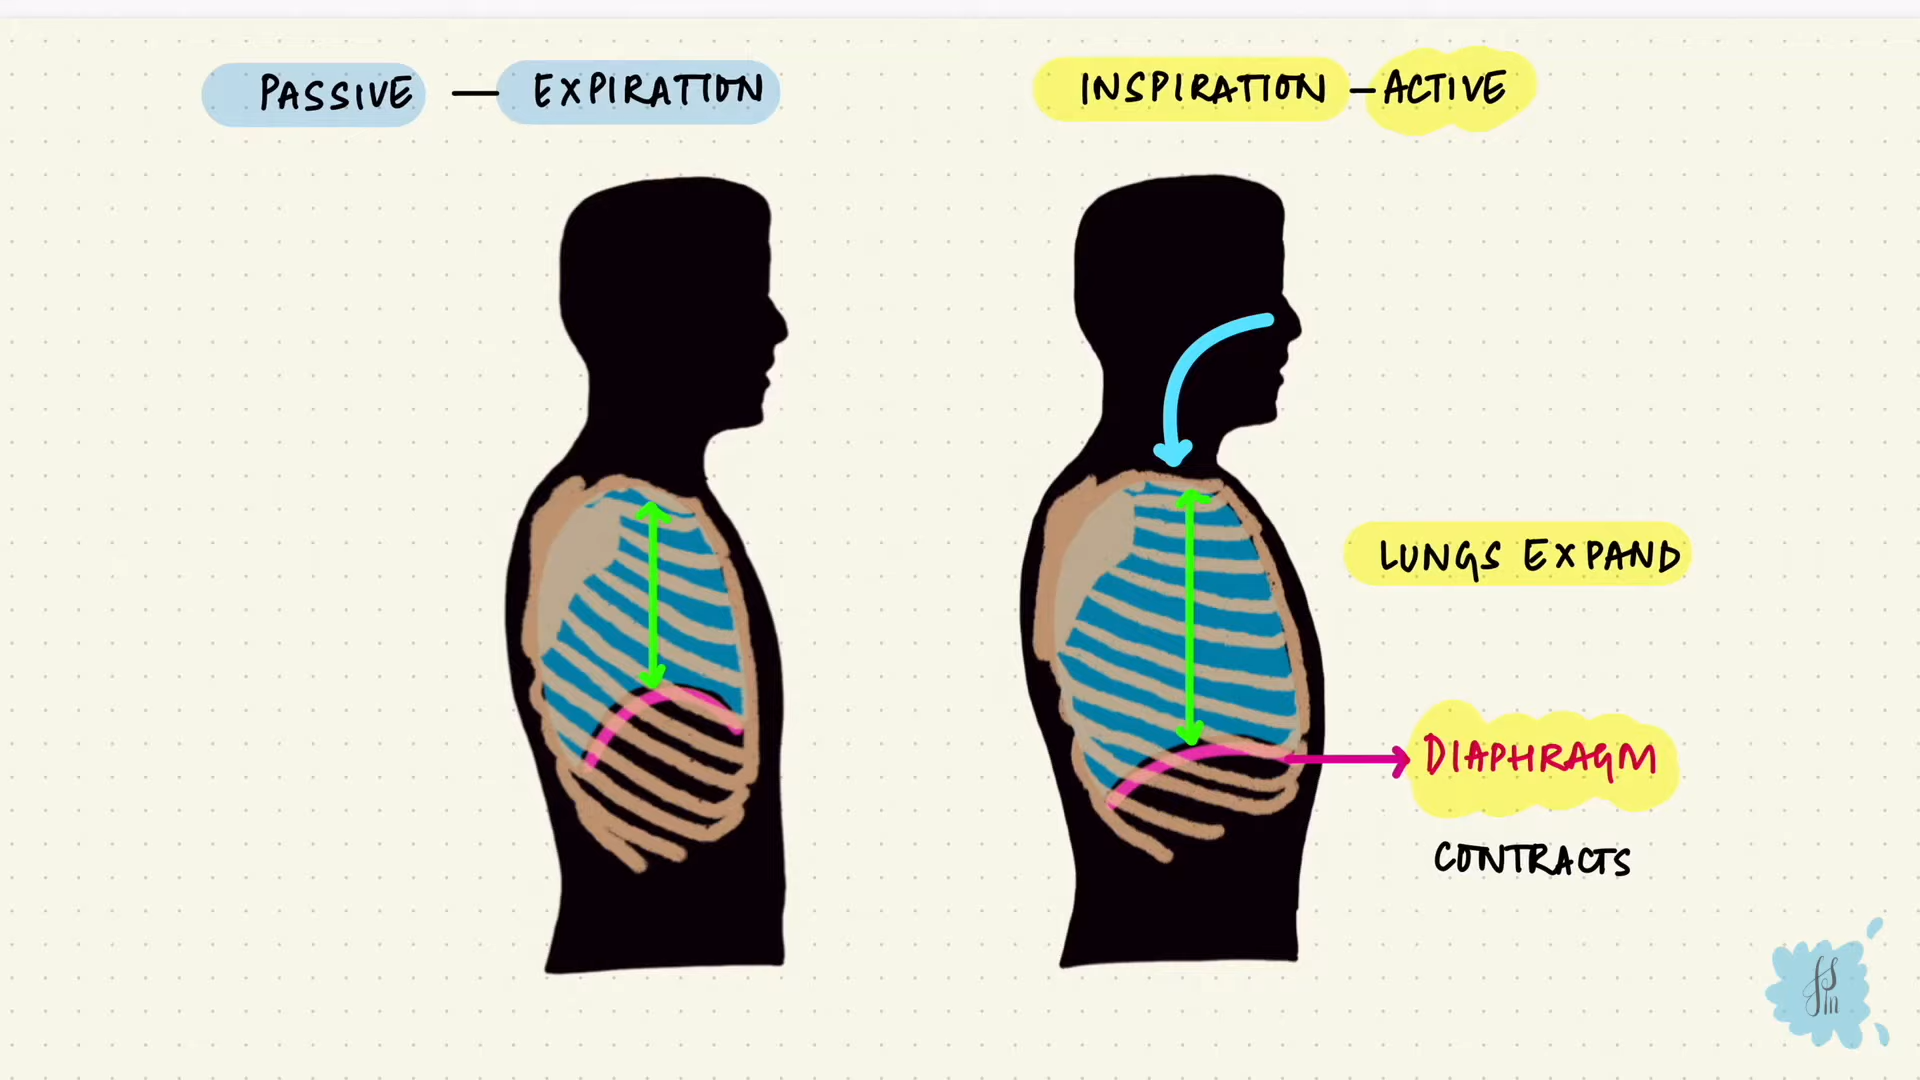 PASSIVE — EXPIRATION
INSPIRATION — ACTIVE
LUNGS EXPAND
DIAPHRAGM
CONTRACTS